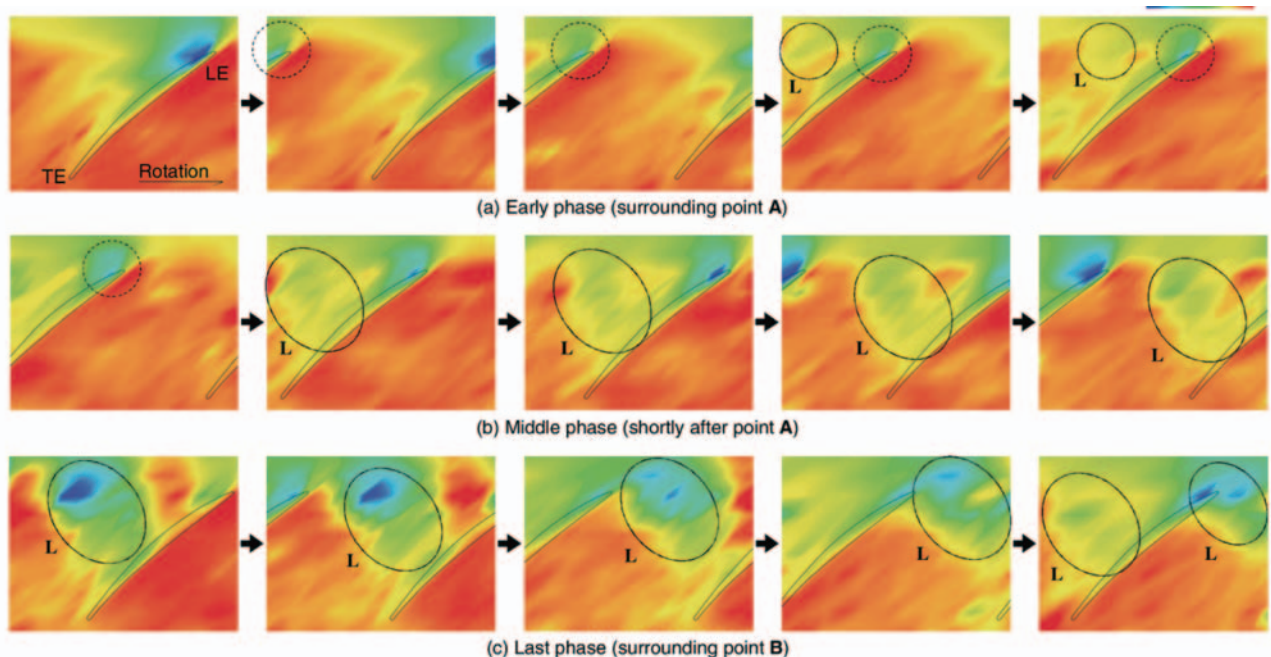 LE
TE
Rotation
L
L
(a) Early phase (surrounding point A)
L
L
L
L
(b) Middle phase (shortly after point A)
L
L
L
L
L
(c) Last phase (surrounding point B)